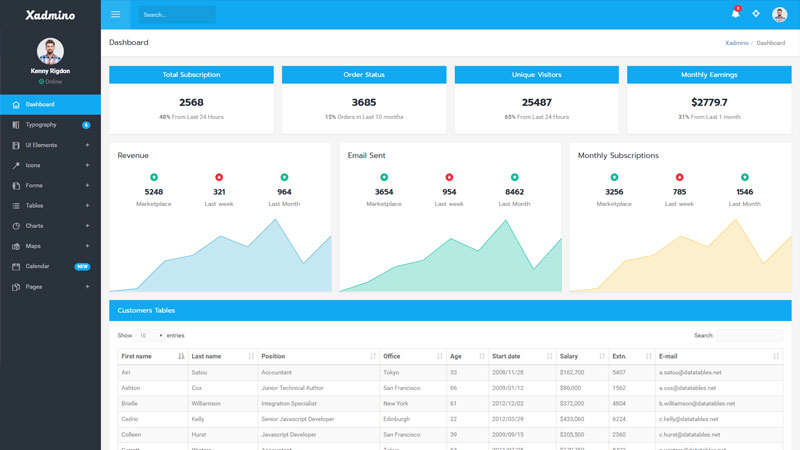 Xadmino
Search...
3
Kenny Rigdon
Online
Dashboard
Typography 6
UI Elements +
Icons +
Forms +
Tables +
Charts +
Maps +
Calendar NEW
Pages +
Dashboard
Xadmino / Dashboard
Total Subscription
2568
48% From Last 24 Hours
Order Status
3685
15% Orders in Last 10 months
Unique Visitors
25487
65% From Last 24 Hours
Monthly Earnings
$2779.7
31% From Last 1 month
Revenue
5248 321 964
Marketplace Last week Last Month
Email Sent
3654 954 8462
Marketplace Last week Last Month
Monthly Subscriptions
3256 785 1546
Marketplace Last week Last Month
Customers Tables
Show 10 entries Search:
First name Last name Position Office Age Start date Salary Extn. E-mail
Airi Satou Accountant Tokyo 33 2008/11/28 $162,700 5407 a.satou@datatables.net
Ashton Cox Junior Technical Author San Francisco 66 2009/01/12 $86,000 1562 a.cox@datatables.net
Brielle Williamson Integration Specialist New York 61 2012/12/02 $372,000 4804 b.williamson@datatables.net
Cedric Kelly Senior Javascript Developer Edinburgh 22 2012/03/29 $433,060 6224 c.kelly@datatables.net
Colleen Hurst Javascript Developer San Francisco 39 2009/09/15 $205,500 2360 c.hurst@datatables.net